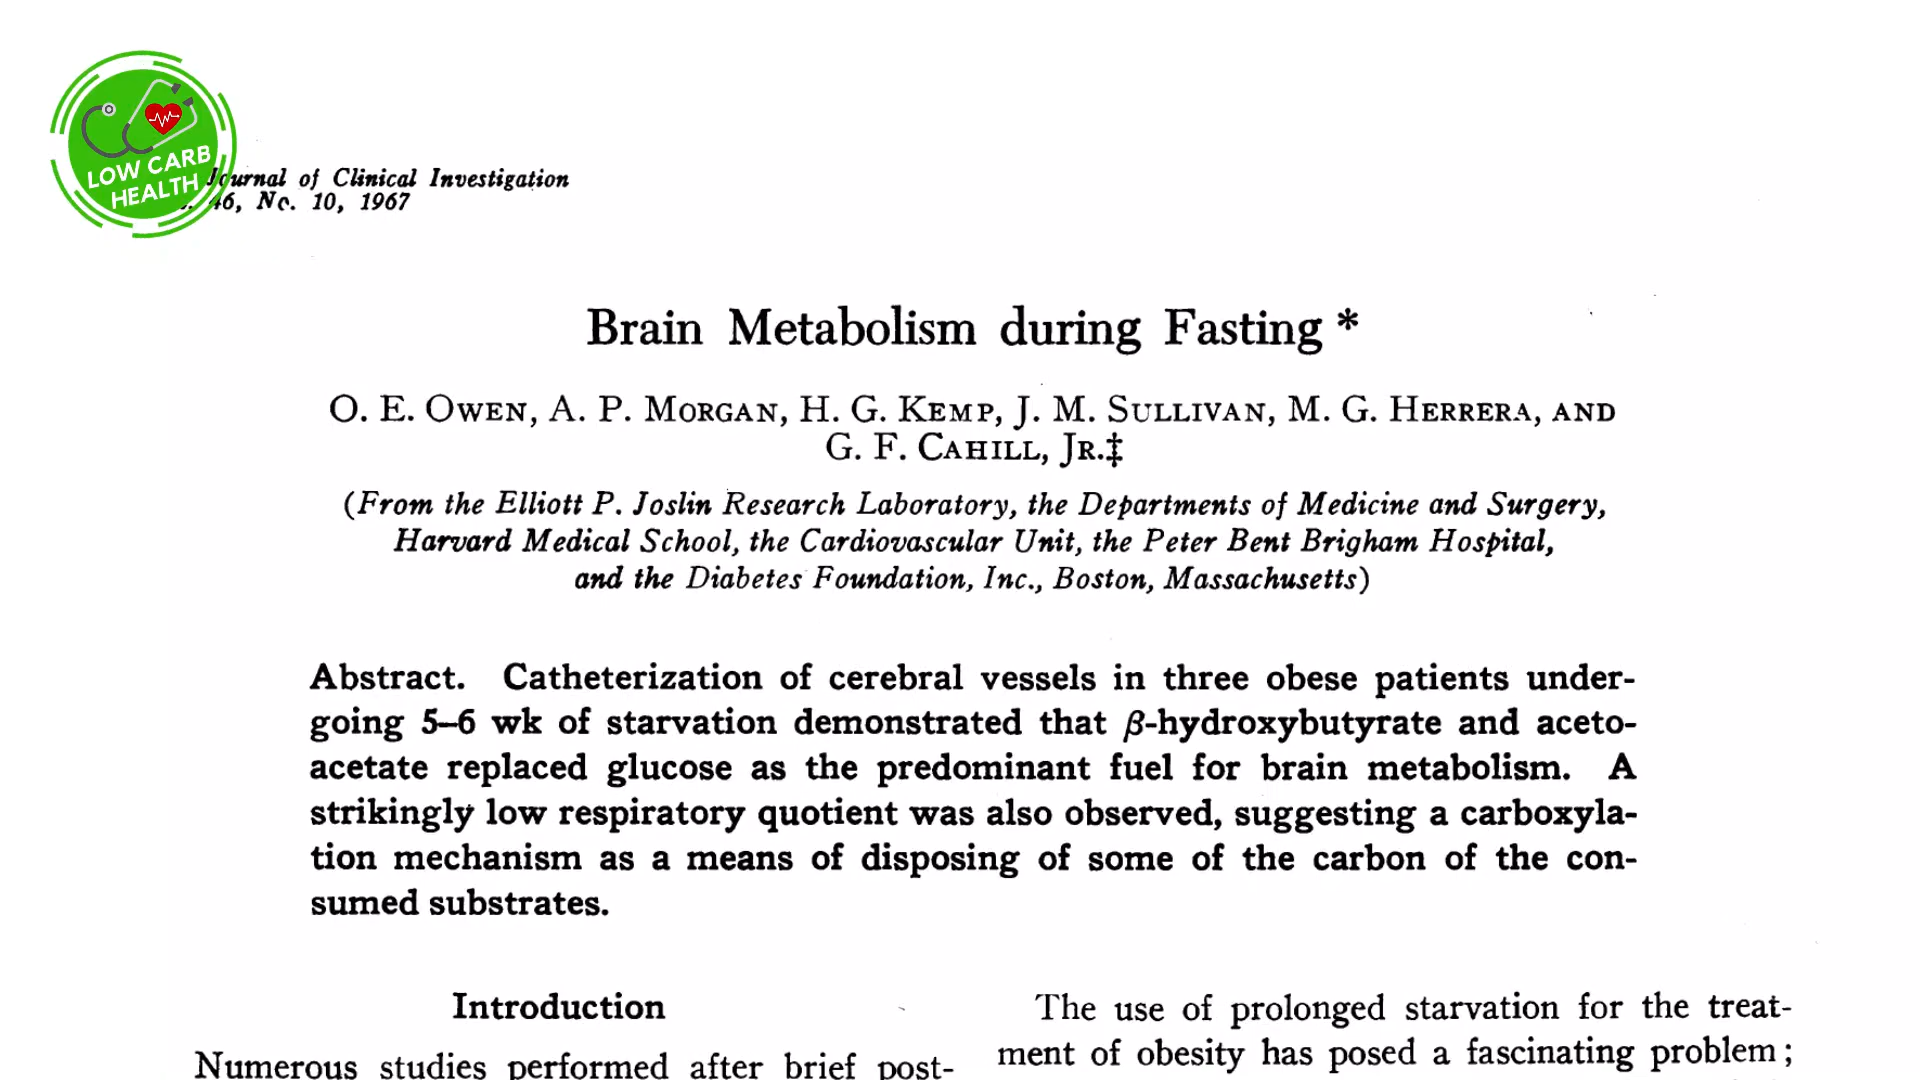 LOW CARB
HEALTH
Journal of Clinical Investigation
46, No. 10, 1967
Brain Metabolism during Fasting *
O. E. Owen, A. P. Morgan, H. G. Kemp, J. M. Sullivan, M. G. Herrera, and
G. F. Cahill, Jr.‡
(From the Elliott P. Joslin Research Laboratory, the Departments of Medicine and Surgery,
Harvard Medical School, the Cardiovascular Unit, the Peter Bent Brigham Hospital,
and the Diabetes Foundation, Inc., Boston, Massachusetts)
Abstract. Catheterization of cerebral vessels in three obese patients under-
going 5–6 wk of starvation demonstrated that β-hydroxybutyrate and aceto-
acetate replaced glucose as the predominant fuel for brain metabolism. A
strikingly low respiratory quotient was also observed, suggesting a carboxyla-
tion mechanism as a means of disposing of some of the carbon of the con-
sumed substrates.
Introduction
Numerous studies performed after brief post-
The use of prolonged starvation for the treat-
ment of obesity has posed a fascinating problem;